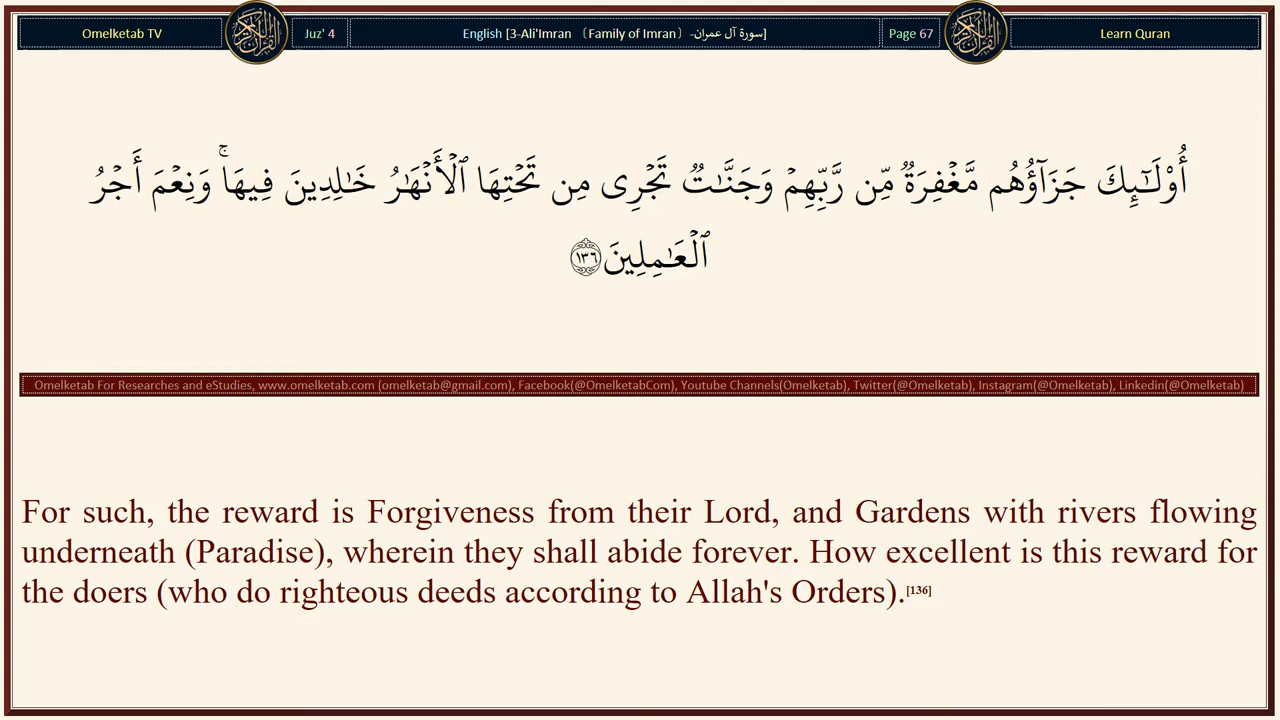 Omelketab TV
Juz' 4
English [3-Ali'Imran （Family of Imran）-سورة آل عمران]
Page 67
Learn Quran
أُوْلَـٰٓئِكَ جَزَآؤُهُم مَّغۡفِرَةٌ مِّن رَّبِّهِمۡ وَجَنَّـٰتٌ تَجۡرِى مِن تَحۡتِهَا ٱلۡأَنۡهَـٰرُ خَـٰلِدِينَ فِيهَاۚ وَنِعۡمَ أَجۡرُ
ٱلۡعَـٰمِلِينَ ١٣٦
Omelketab For Researches and eStudies, www.omelketab.com (omelketab@gmail.com), Facebook(@OmelketabCom), Youtube Channels(Omelketab), Twitter(@Omelketab), Instagram(@Omelketab), Linkedin(@Omelketab)
For such, the reward is Forgiveness from their Lord, and Gardens with rivers flowing
underneath (Paradise), wherein they shall abide forever. How excellent is this reward for
the doers (who do righteous deeds according to Allah's Orders).[136]